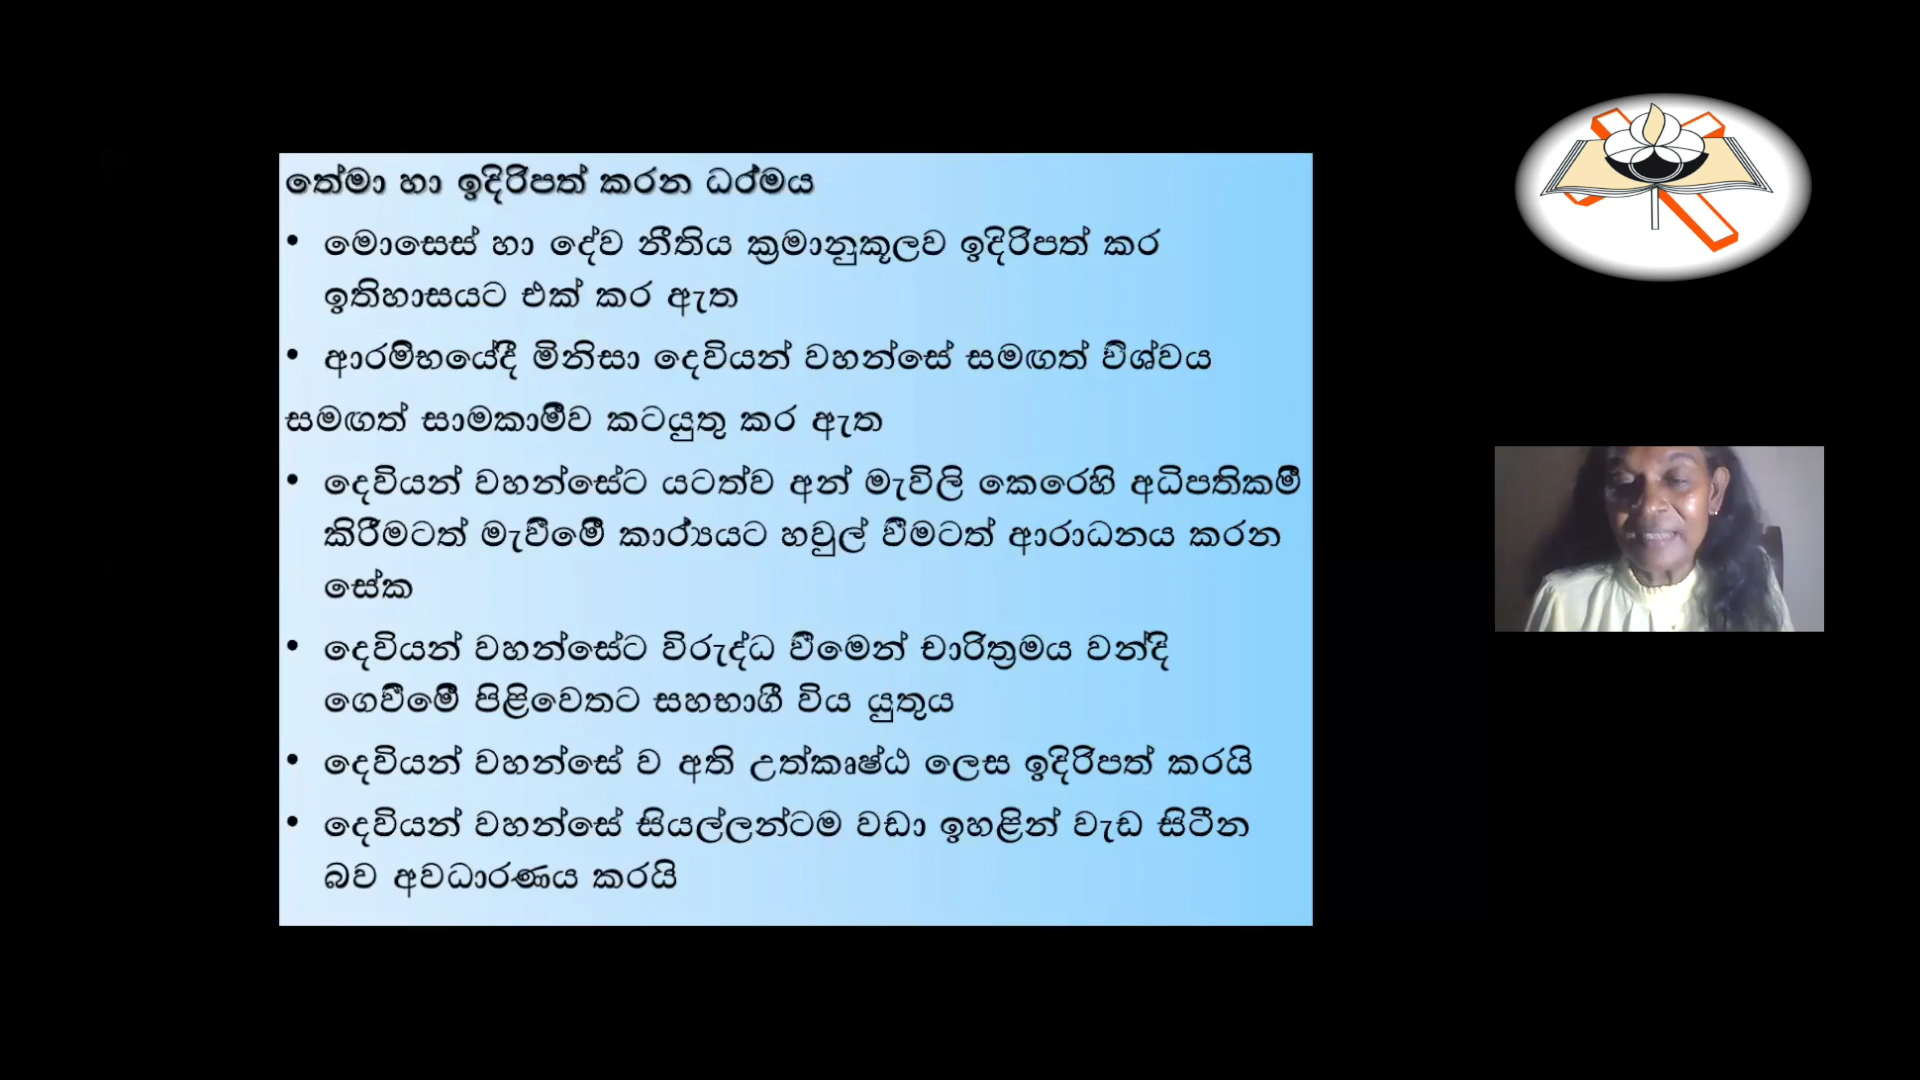 තේමා හා ඉදිරිපත් කරන ධර්මය
• මොසෙස් හා දේව නීතිය ක්‍රමානුකූලව ඉදිරිපත් කර
ඉතිහාසයට එක් කර ඇත
• ආරම්භයේදී මිනිසා දෙවියන් වහන්සේ සමඟත් විශ්වය
සමඟත් සාමකාමීව කටයුතු කර ඇත
• දෙවියන් වහන්සේට යටත්ව අන් මැවිලි කෙරෙහි අධිපතිකම්
කිරීමටත් මැවීමේ කාර්යයට හවුල් වීමටත් ආරාධනය කරන
සේක
• දෙවියන් වහන්සේට විරුද්ධ වීමෙන් චාරිත්‍රමය වන්දි
ගෙවීමේ පිළිවෙතට සහභාගී විය යුතුය
• දෙවියන් වහන්සේ ව අති උත්කෘෂ්ඨ ලෙස ඉදිරිපත් කරයි
• දෙවියන් වහන්සේ සියල්ලන්ටම වඩා ඉහළින් වැඩ සිටීන
බව අවධාරණය කරයි